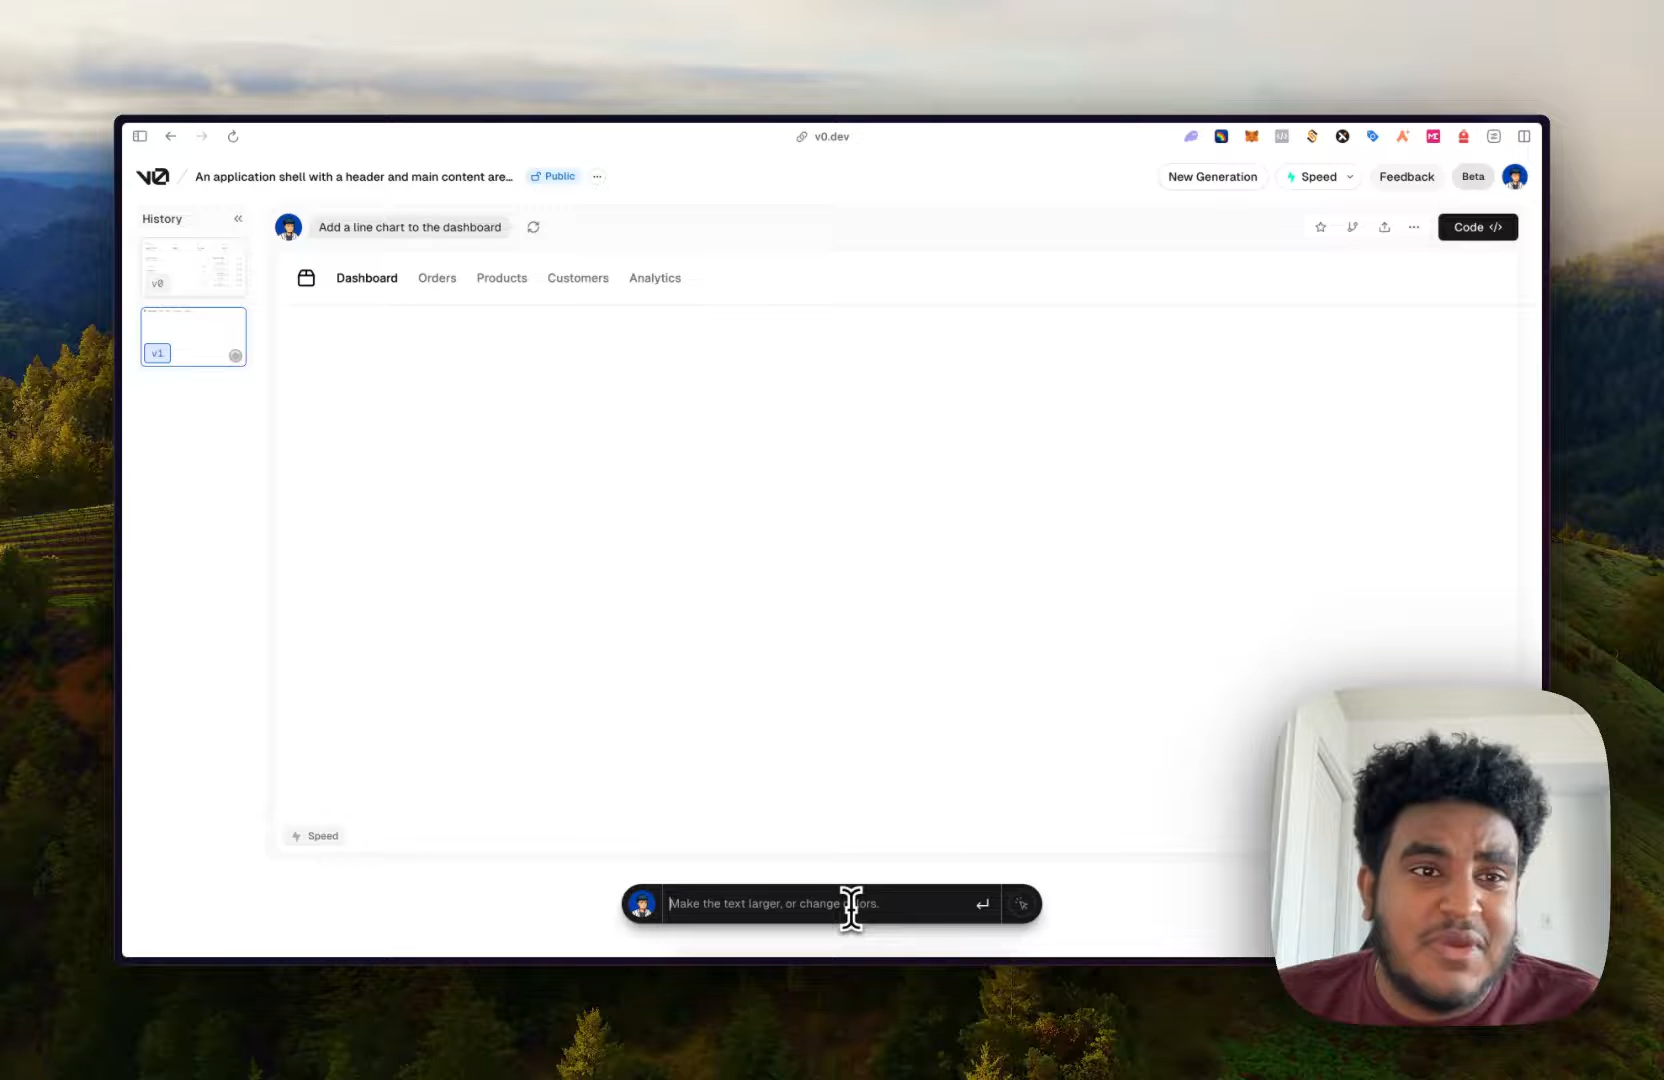 v0.dev
v0 / An application shell with a header and main content are... Public
New Generation Speed Feedback Beta
History
Add a line chart to the dashboard
Code </>
v0
Dashboard Orders Products Customers Analytics
v1
Speed
Make the text larger, or change